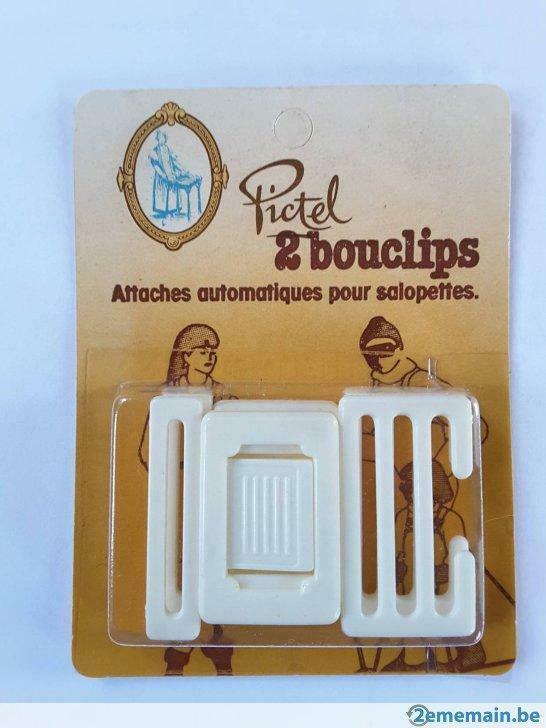 Pictel
2 bouclips
Attaches automatiques pour salopettes.
2ememain.be